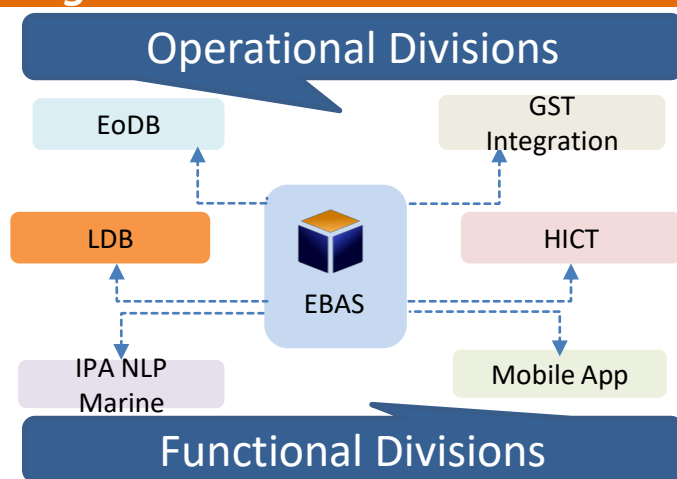 Operational Divisions
EoDB
GST
Integration
LDB
HICT
EBAS
IPA NLP
Marine
Mobile App
Functional Divisions